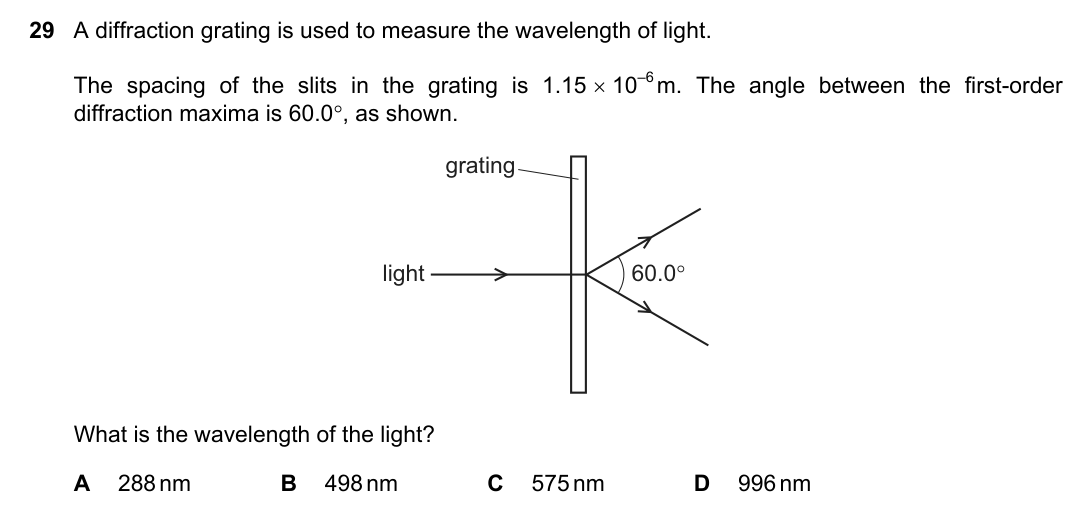 29 A diffraction grating is used to measure the wavelength of light.
The spacing of the slits in the grating is 1.15 × 10⁻⁶ m. The angle between the first-order
diffraction maxima is 60.0°, as shown.
grating
light
60.0°
What is the wavelength of the light?
A 288 nm B 498 nm C 575 nm D 996 nm